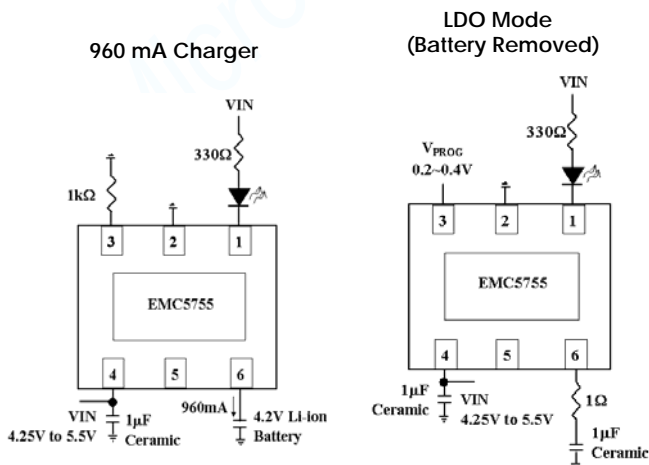 960 mA Charger
VIN
330Ω
1kΩ
3
2
1
EMC5755
4
5
6
VIN
4.25V to 5.5V
1µF
Ceramic
960mA
4.2V Li-ion
Battery
LDO Mode
(Battery Removed)
VIN
330Ω
VPROG
0.2~0.4V
3
2
1
EMC5755
4
5
6
1µF
Ceramic
VIN
4.25V to 5.5V
1Ω
1µF
Ceramic